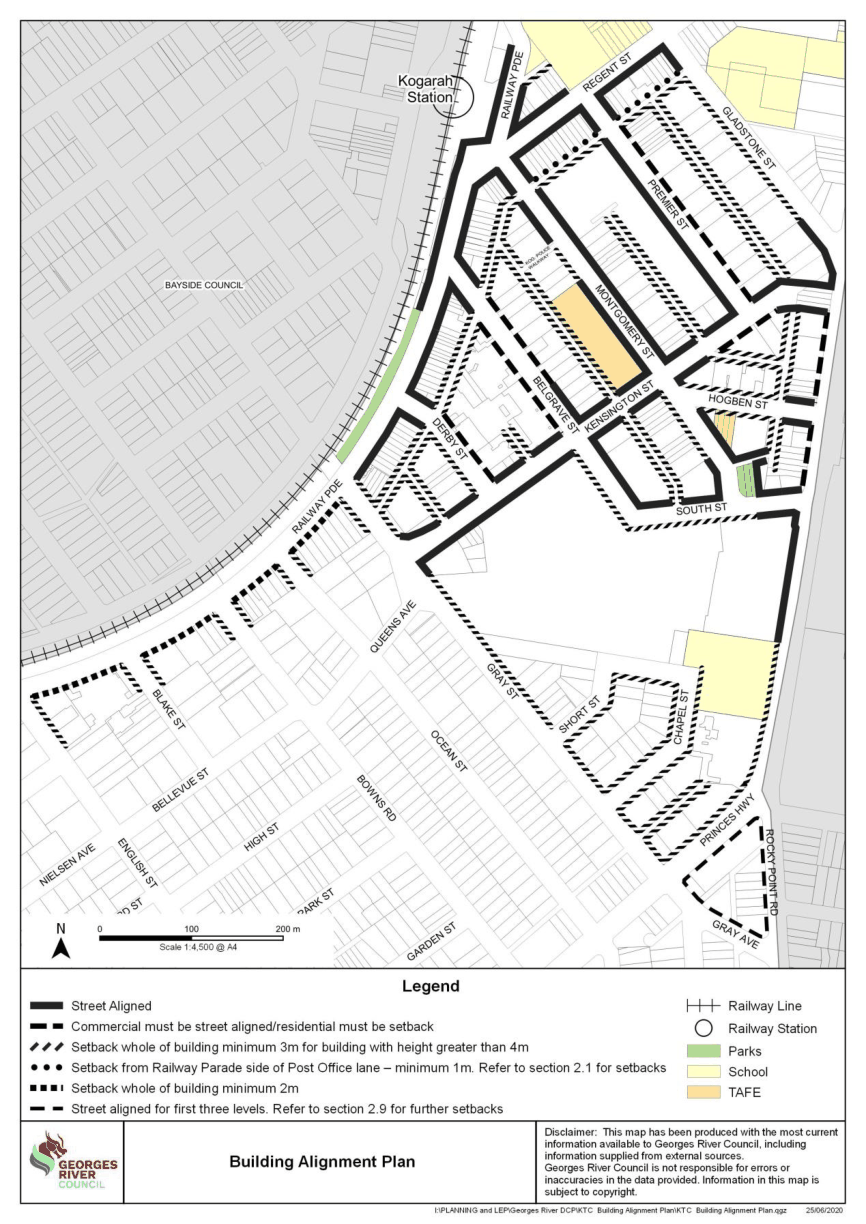 Kogarah
Station
RAILWAY PDE
REGENT ST
GLADSTONE ST
PREMIER ST
KOG. POLICE
WALKWAY
BAYSIDE COUNCIL
MONTGOMERY ST
BELGRAVE ST
KENSINGTON ST
HOGBEN ST
DERBY ST
SOUTH ST
RAILWAY PDE
QUEENS AVE
GRAY ST
SHORT ST
CHAPEL ST
BLAKE ST
OCEAN ST
BELLEVUE ST
BOWNS RD
PRINCES HWY
ROCKY POINT RD
HIGH ST
ENGLISH ST
NIELSEN AVE
RD ST
PARK ST
GARDEN ST
GRAY AVE
N
0 100 200 m
Scale 1:4,500 @ A4
Legend
Street Aligned
Commercial must be street aligned/residential must be setback
Setback whole of building minimum 3m for building with height greater than 4m
Setback from Railway Parade side of Post Office lane – minimum 1m. Refer to section 2.1 for setbacks
Setback whole of building minimum 2m
Street aligned for first three levels. Refer to section 2.9 for further setbacks
Railway Line
Railway Station
Parks
School
TAFE
GEORGES
RIVER
COUNCIL
Building Alignment Plan
Disclaimer: This map has been produced with the most current
information available to Georges River Council, including
information supplied from external sources.
Georges River Council is not responsible for errors or
inaccuracies in the data provided. Information in this map is
subject to copyright.
I:\PLANNING and LEP\Georges River DCP\KTC Building Alignment Plan\KTC Building Alignment Plan.qgz 25/06/2020